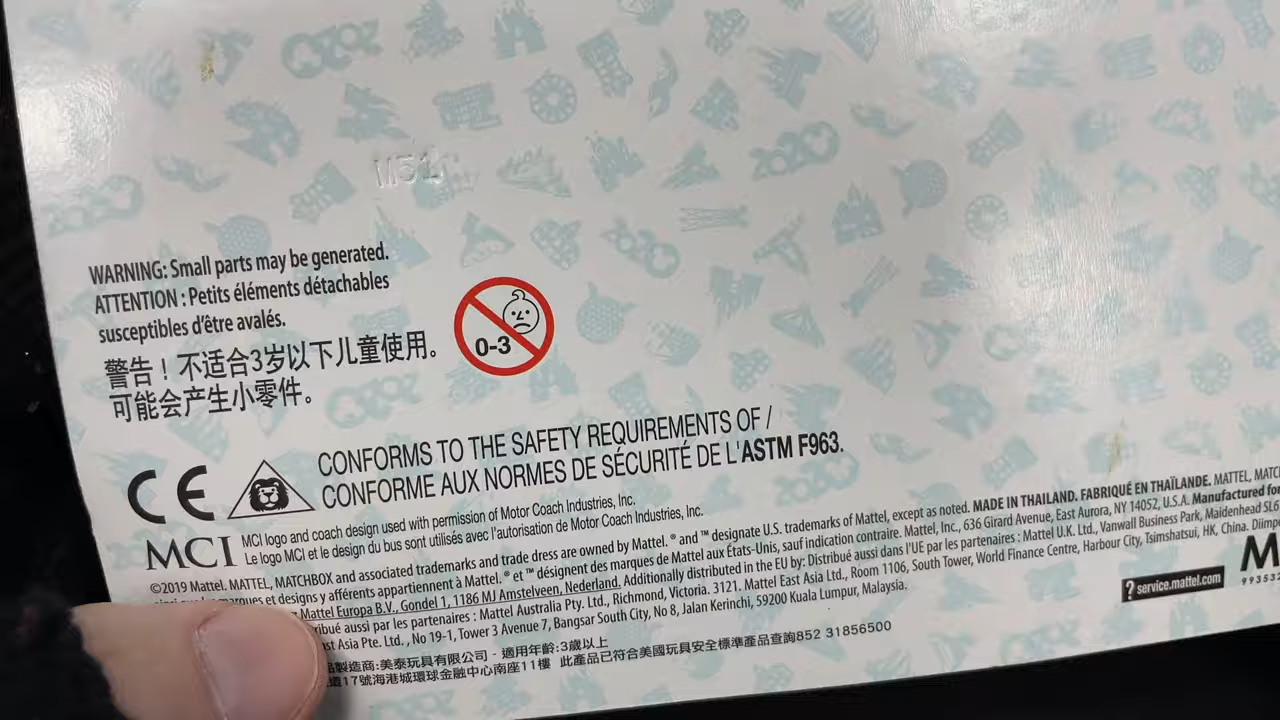 M51
WARNING: Small parts may be generated.
ATTENTION : Petits éléments détachables
susceptibles d'être avalés.
警告！不适合3岁以下儿童使用。
可能会产生小零件。
0-3
CE
CONFORMS TO THE SAFETY REQUIREMENTS OF /
CONFORME AUX NORMES DE SÉCURITÉ DE L'ASTM F963.
MCI
MCI logo and coach design used with permission of Motor Coach Industries, Inc.
Le logo MCI et le design du bus sont utilisés avec l'autorisation de Motor Coach Industries, Inc.
©2019 Mattel. MATTEL, MATCHBOX and associated trademarks and trade dress are owned by Mattel. ® and ™ designate U.S. trademarks of Mattel, except as noted. MADE IN THAILAND. FABRIQUÉ EN THAÏLANDE. MATTEL,
marques et designs y afférents appartiennent à Mattel. ® et ™ désignent des marques de Mattel aux États-Unis, sauf indication contraire. Mattel, Inc., 636 Girard Avenue, East Aurora, NY 14052, U.S.A. Manufactured for
Mattel Europa B.V., Gondel 1, 1186 MJ Amstelveen, Nederland. Additionally distributed in the EU by: Distribué aussi dans l'UE par les partenaires : Mattel U.K. Ltd., Vanwall Business Park, Maidenhead SL6
aussi par les partenaires : Mattel Australia Pty. Ltd., Richmond, Victoria. 3121. Mattel East Asia Ltd., Room 1106, South Tower, World Finance Centre, Harbour City, Tsimshatsui, HK, China.
Asia Pte. Ltd., No 19-1, Tower 3 Avenue 7, Bangsar South City, No 8, Jalan Kerinchi, 59200 Kuala Lumpur, Malaysia.
製造商:美泰玩具有限公司 - 適用年齡:3歲以上
17號海港城環球金融中心南座11樓 此產品已符合美國玩具安全標準產品查詢852 31856500
? service.mattel.com